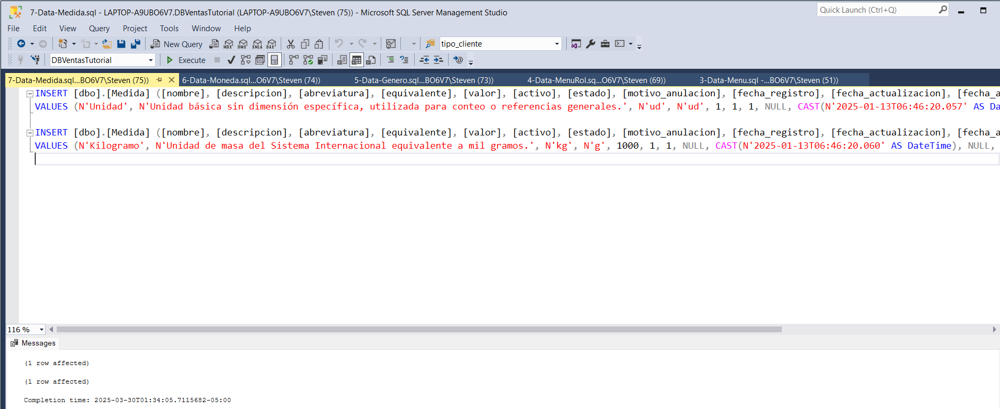 7-Data-Medida.sql - LAPTOP-A9UBO6V7.DBVentasTutorial (LAPTOP-A9UBO6V7\Steven (75)) - Microsoft SQL Server Management Studio
Quick Launch (Ctrl+Q)
File Edit View Query Project Tools Window Help
New Query MDX DMX XMLA DAX tipo_cliente
DBVentasTutorial Execute
7-Data-Medida.sql...BO6V7\Steven (75)) 6-Data-Moneda.sql...O6V7\Steven (74)) 5-Data-Genero.sql...BO6V7\Steven (73)) 4-Data-MenuRol.sq...O6V7\Steven (69)) 3-Data-Menu.sql -...BO6V7\Steven (51))
INSERT [dbo].[Medida] ([nombre], [descripcion], [abreviatura], [equivalente], [valor], [activo], [estado], [motivo_anulacion], [fecha_registro], [fecha_actualizacion], [fecha_a
VALUES (N'Unidad', N'Unidad básica sin dimensión específica, utilizada para conteo o referencias generales.', N'ud', N'ud', 1, 1, 1, NULL, CAST(N'2025-01-13T06:46:20.057' AS Da
INSERT [dbo].[Medida] ([nombre], [descripcion], [abreviatura], [equivalente], [valor], [activo], [estado], [motivo_anulacion], [fecha_registro], [fecha_actualizacion], [fecha_a
VALUES (N'Kilogramo', N'Unidad de masa del Sistema Internacional equivalente a mil gramos.', N'kg', N'g', 1000, 1, 1, NULL, CAST(N'2025-01-13T06:46:20.060' AS DateTime), NULL,
116 %
Messages
(1 row affected)
(1 row affected)
Completion time: 2025-03-30T01:34:05.7115682-05:00